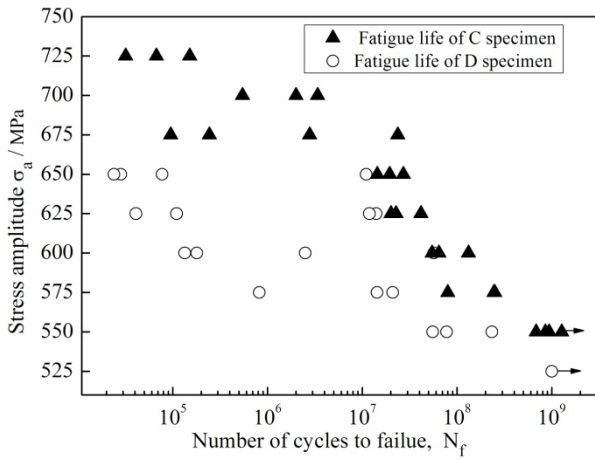 750
725
700
675
650
625
600
575
550
525
Stress amplitude σa / MPa
Fatigue life of C specimen
Fatigue life of D specimen
10^5 10^6 10^7 10^8 10^9
Number of cycles to failue, Nf